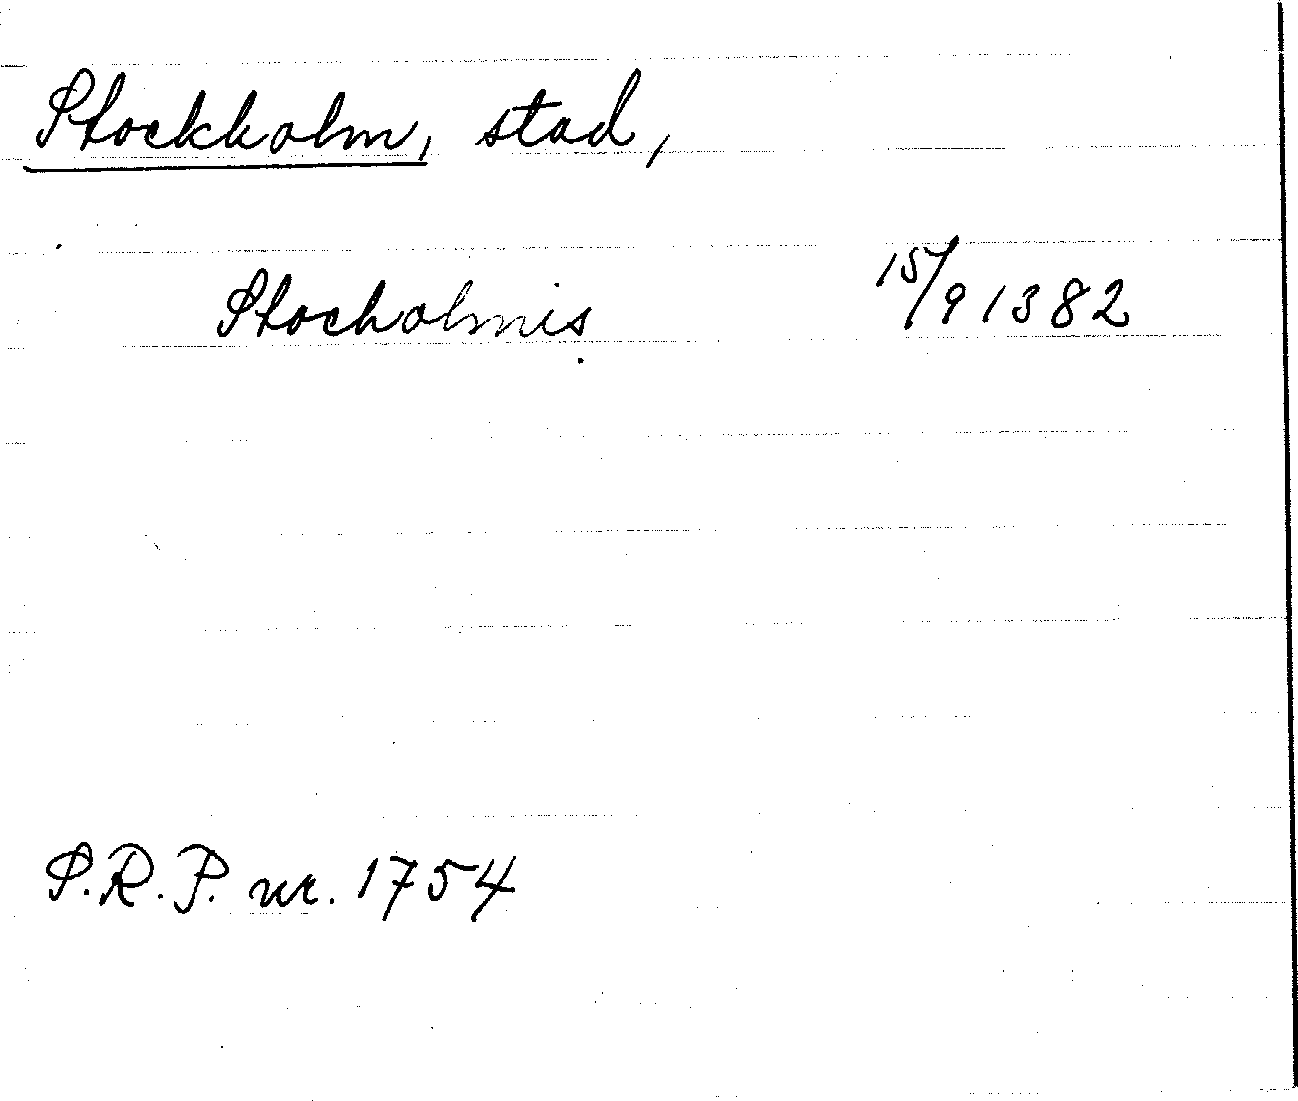 Stockholm, stad,
Stocholmis 15/9 1382
S.R.P. nr. 1754